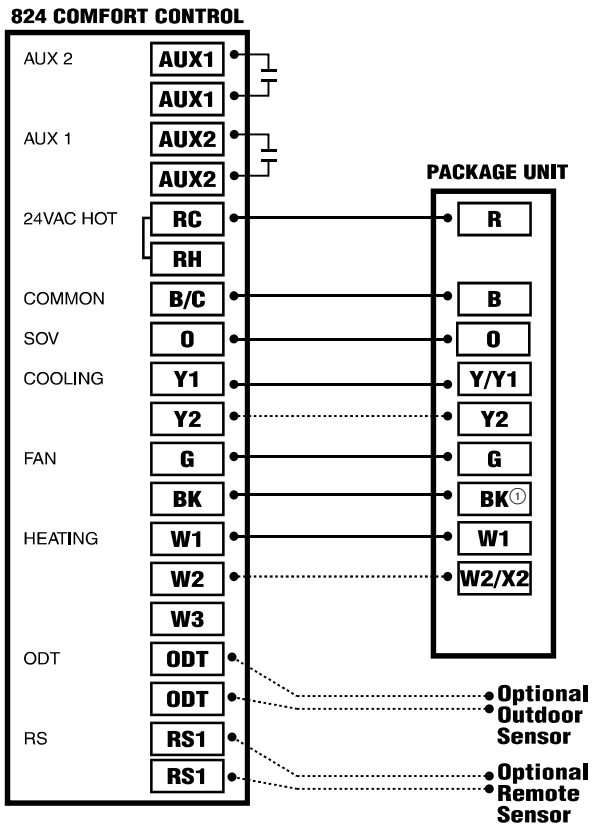 824 COMFORT CONTROL
AUX 2
AUX1
AUX1
AUX 1
AUX2
AUX2
PACKAGE UNIT
24VAC HOT
RC
R
RH
COMMON
B/C
B
SOV
O
O
COOLING
Y1
Y/Y1
Y2
Y2
FAN
G
G
BK
BK①
HEATING
W1
W1
W2
W2/X2
W3
ODT
ODT
ODT
Optional
Outdoor
Sensor
RS
RS1
RS1
Optional
Remote
Sensor